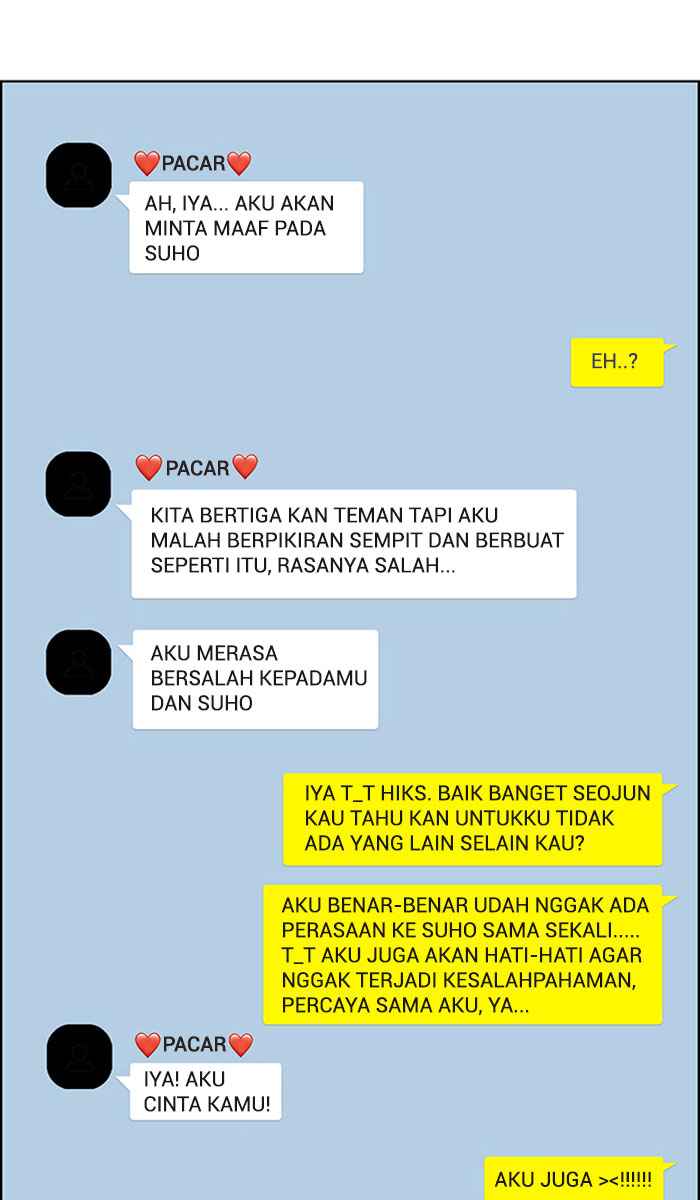 ❤️PACAR❤️
AH, IYA... AKU AKAN
MINTA MAAF PADA
SUHO
EH..?
❤️PACAR❤️
KITA BERTIGA KAN TEMAN TAPI AKU
MALAH BERPIKIRAN SEMPIT DAN BERBUAT
SEPERTI ITU, RASANYA SALAH...
AKU MERASA
BERSALAH KEPADAMU
DAN SUHO
IYA T_T HIKS. BAIK BANGET SEOJUN
KAU TAHU KAN UNTUKKU TIDAK
ADA YANG LAIN SELAIN KAU?
AKU BENAR-BENAR UDAH NGGAK ADA
PERASAAN KE SUHO SAMA SEKALI.....
T_T AKU JUGA AKAN HATI-HATI AGAR
NGGAK TERJADI KESALAHPAHAMAN,
PERCAYA SAMA AKU, YA...
❤️PACAR❤️
IYA! AKU
CINTA KAMU!
AKU JUGA ><!!!!!!